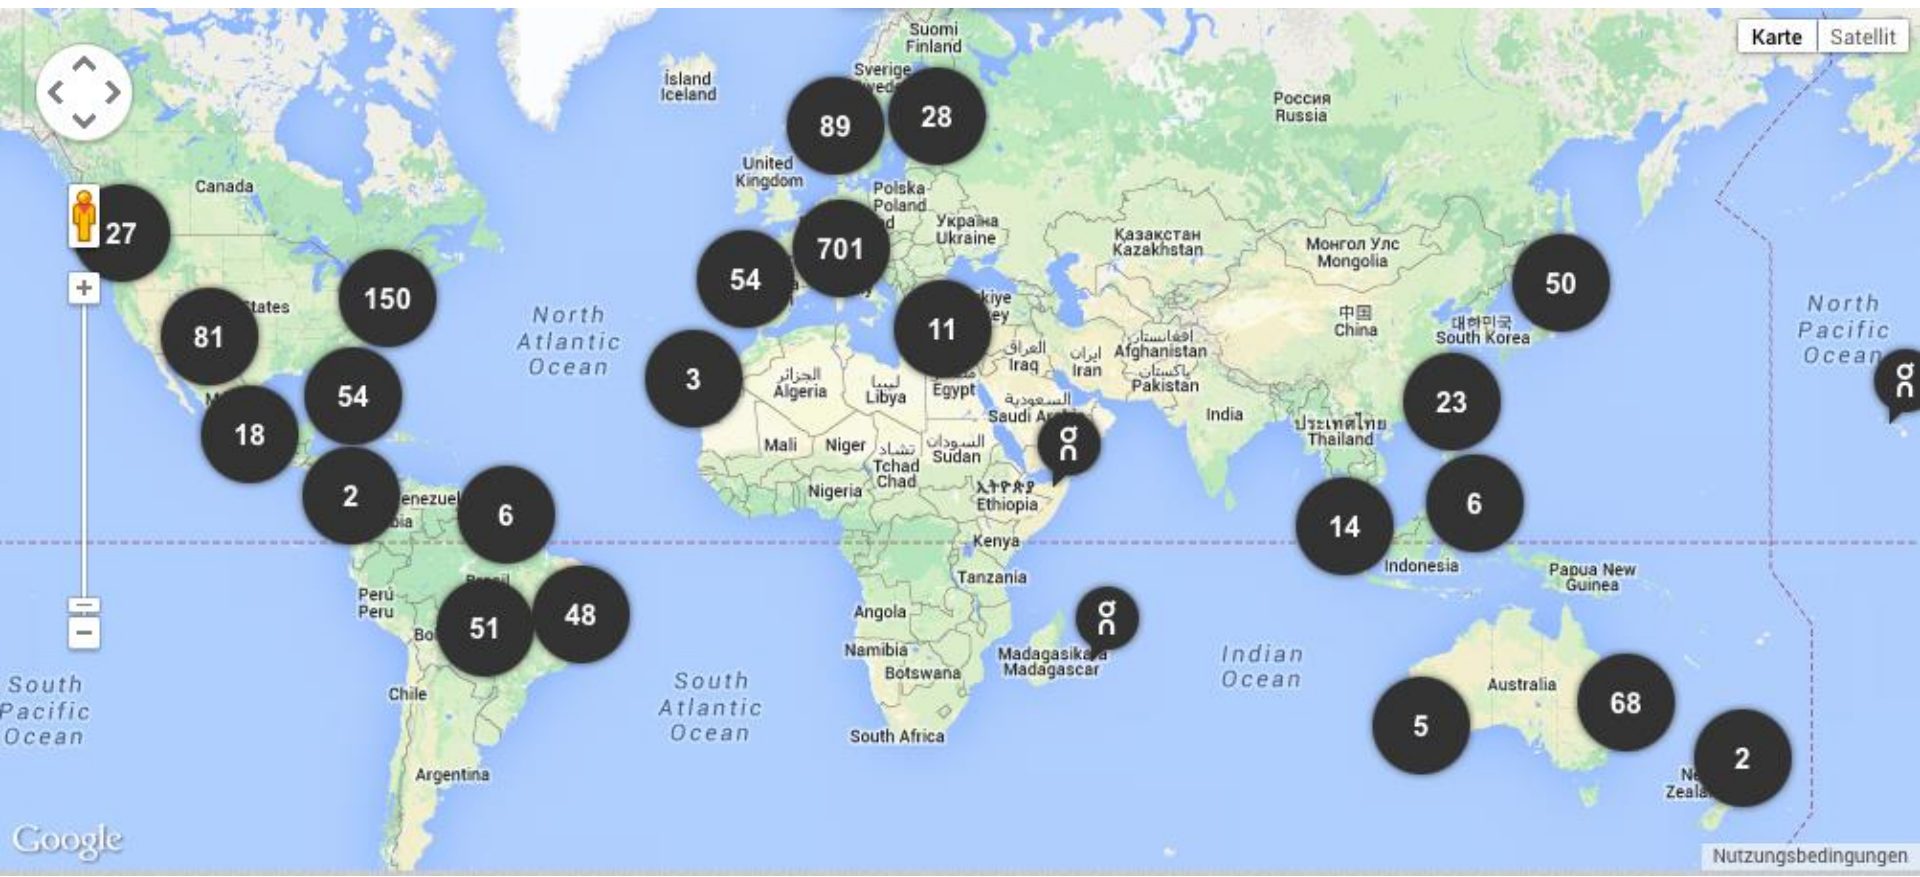 Suomi
Finland
Karte
Satellit
Sverige
Ísland
Iceland
Россия
Russia
89
28
United
Kingdom
Canada
Polska
Poland
27
Україна
Ukraine
Қазақстан
Kazakhstan
Монгол Улс
Mongolia
701
54
50
150
States
North
Atlantic
Ocean
North
Pacific
Ocean
81
11
中国
China
대한민국
South Korea
افغانستان
Afghanistan
العراق
Iraq
ایران
Iran
پاکستان
Pakistan
3
الجزائر
Algeria
ليبيا
Libya
Egypt
54
السعودية
Saudi
23
India
18
ประเทศไทย
Thailand
Mali
Niger
تشاد
Tchad
Chad
السودان
Sudan
on
on
2
6
Nigeria
ኢትዮጵያ
Ethiopia
14
6
Kenya
Indonesia
Papua New
Guinea
Tanzania
Perú
Peru
51
48
Angola
on
Namibia
Madagasikara
Madagascar
Botswana
Indian
Ocean
South
Pacific
Ocean
Chile
South
Atlantic
Ocean
Australia
5
68
South Africa
2
Argentina
Google
Nutzungsbedingungen